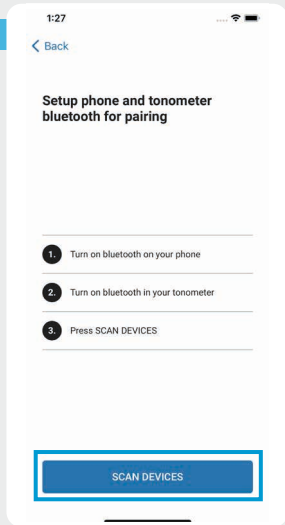 1:27
Back
Setup phone and tonometer
bluetooth for pairing
1. Turn on bluetooth on your phone
2. Turn on bluetooth in your tonometer
3. Press SCAN DEVICES
SCAN DEVICES